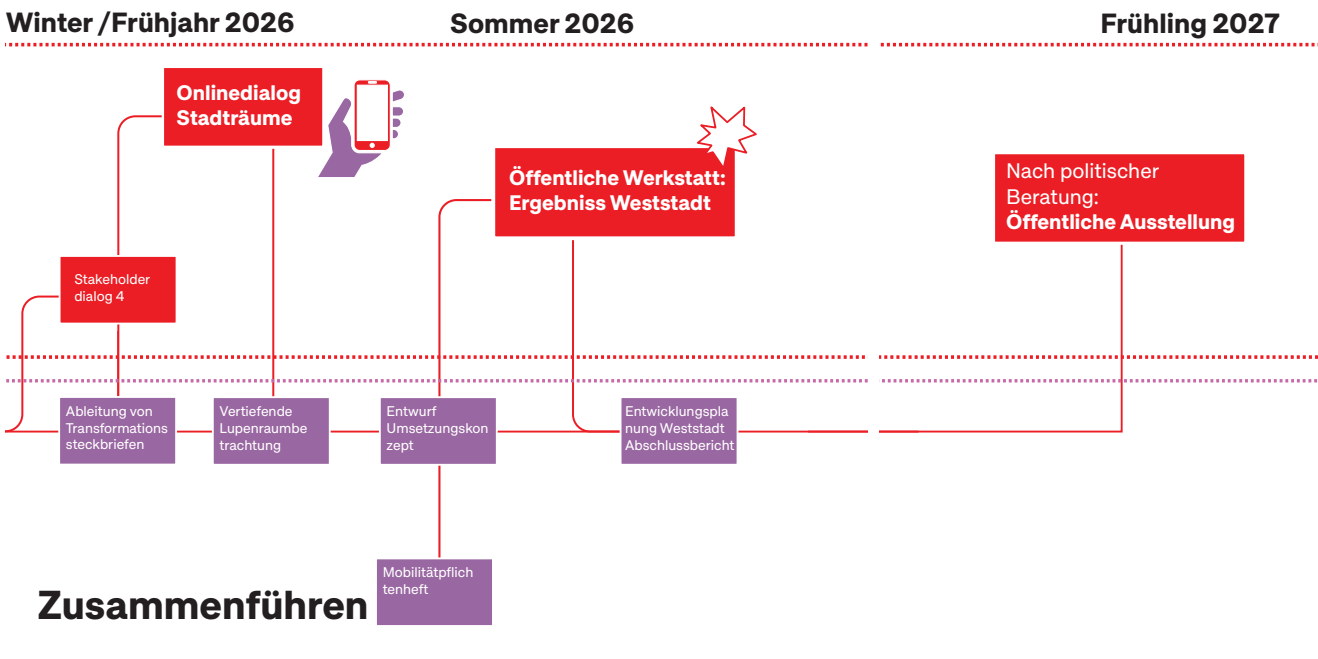 Winter /Frühjahr 2026
Sommer 2026
Frühling 2027
Onlinedialog
Stadträume
Öffentliche Werkstatt:
Ergebniss Weststadt
Nach politischer
Beratung:
Öffentliche Ausstellung
Stakeholder
dialog 4
Ableitung von
Transformations
steckbriefen
Vertiefende
Lupenraumbe
trachtung
Entwurf
Umsetzungskon
zept
Entwicklungspla
nung Weststadt
Abschlussbericht
Mobilitätpflich
tenheft
Zusammenführen